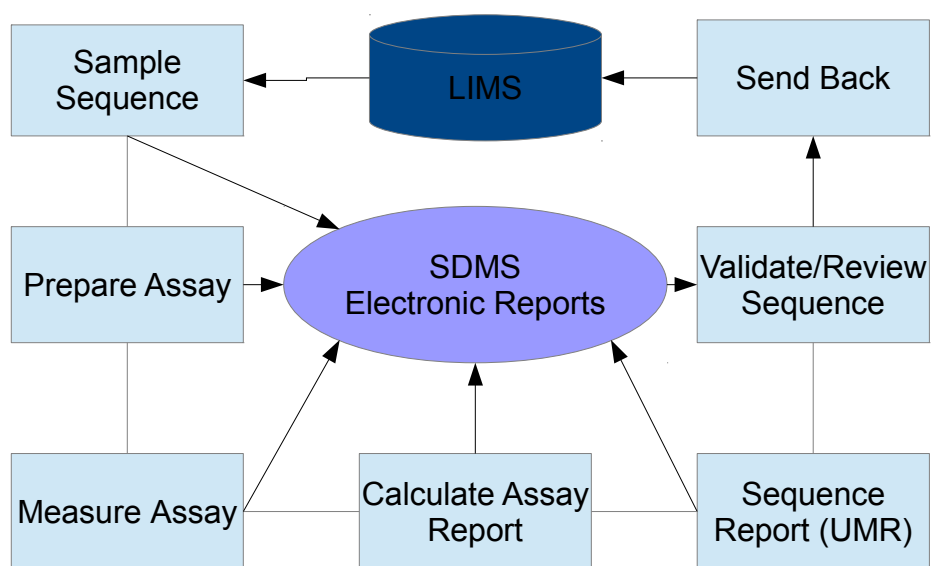 Sample
Sequence
LIMS
Send Back
Prepare Assay
SDMS
Electronic Reports
Validate/Review
Sequence
Measure Assay
Calculate Assay
Report
Sequence
Report (UMR)